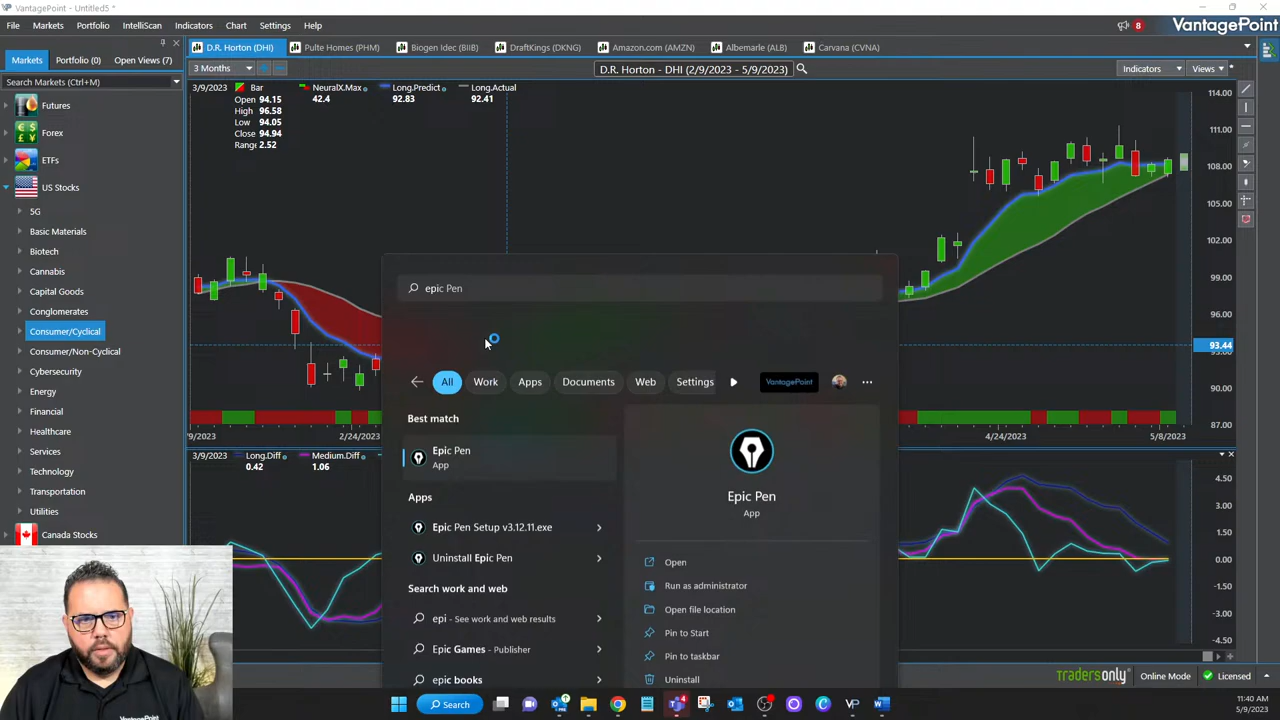 VantagePoint - Untitled5 *
File Markets Portfolio IntelliScan Indicators Chart Settings Help
8 VantagePoint
Markets Portfolio (0) Open Views (7)
D.R. Horton (DHI) Pulte Homes (PHM) Biogen Idec (BIIB) DraftKings (DKNG) Amazon.com (AMZN) Albemarle (ALB) Carvana (CVNA)
3 Months D.R. Horton - DHI (2/9/2023 - 5/9/2023) Indicators Views
Search Markets (Ctrl+M)
Futures
Forex
ETFs
US Stocks
5G
Basic Materials
Biotech
Cannabis
Capital Goods
Conglomerates
Consumer/Cyclical
Consumer/Non-Cyclical
Cybersecurity
Energy
Financial
Healthcare
Services
Technology
Transportation
Utilities
Canada Stocks
3/9/2023 Bar NeuralX.Max Long.Predict Long.Actual
Open 94.15 42.4 92.83 92.41
High 96.58
Low 94.05
Close 94.94
Range 2.52
114.00
111.00
108.00
105.00
102.00
99.00
96.00
93.44
90.00
87.00
/9/2023 2/24/2023 4/24/2023 5/8/2023
3/9/2023 Long.Diff Medium.Diff
0.42 1.06
4.50
3.00
1.50
0.00
-1.50
-3.00
-4.50
epic Pen
All Work Apps Documents Web Settings VantagePoint
Best match
Epic Pen
App
Apps
Epic Pen Setup v3.12.11.exe
Uninstall Epic Pen
Search work and web
epi - See work and web results
Epic Games - Publisher
epic books
Epic Pen
App
Open
Run as administrator
Open file location
Pin to Start
Pin to taskbar
Uninstall
tradersonly Online Mode Licensed
VantagePoint
Search
4
VP
11:40 AM
5/9/2023